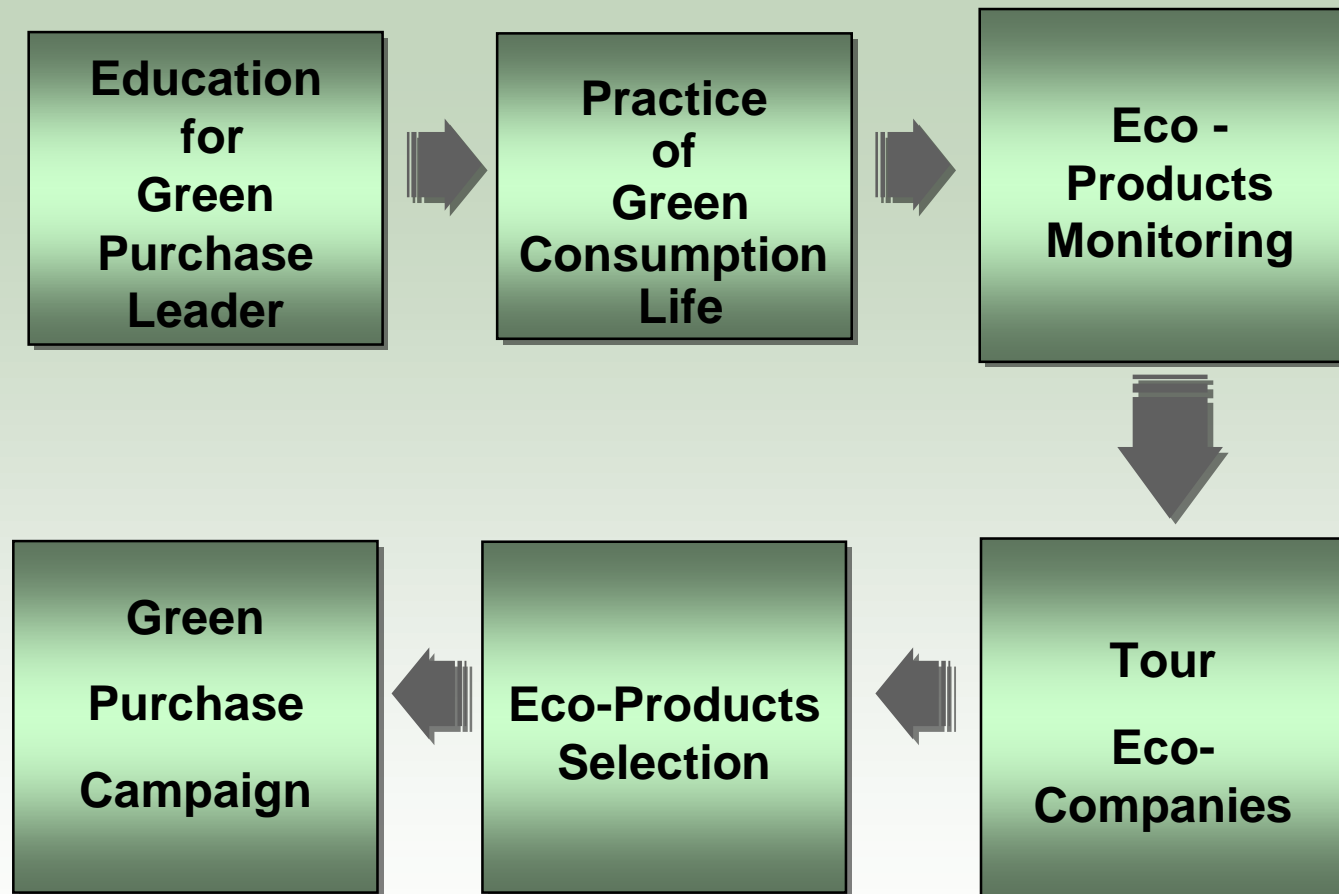 Education
for
Green
Purchase
Leader
Practice
of
Green
Consumption
Life
Eco -
Products
Monitoring
Green
Purchase
Campaign
Eco-Products
Selection
Tour
Eco-
Companies